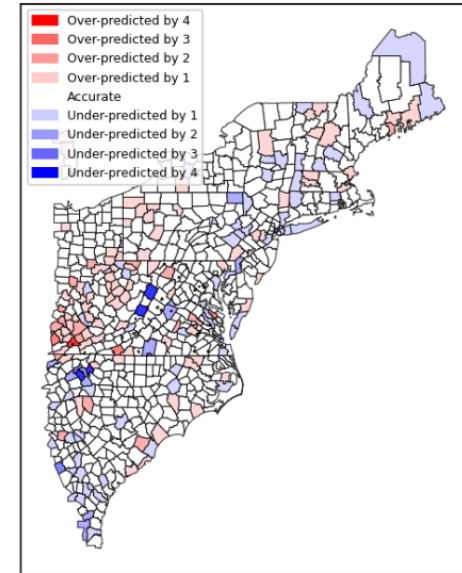 Over-predicted by 4
Over-predicted by 3
Over-predicted by 2
Over-predicted by 1
Accurate
Under-predicted by 1
Under-predicted by 2
Under-predicted by 3
Under-predicted by 4